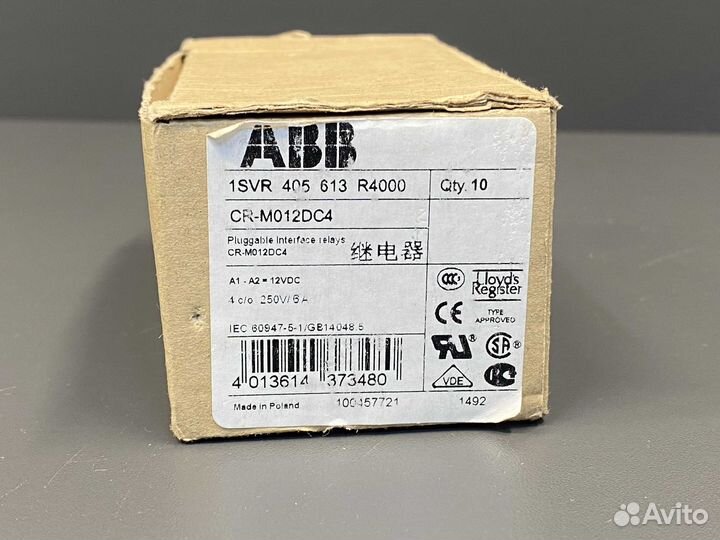 ABB
1SVR 405 613 R4000
Qty. 10
CR-M012DC4
Pluggable interface relays
CR-M012DC4
继电器
A1 - A2 = 12VDC
4 c/o 250V/6A
CCC
Lloyd's
Register
CE
TYPE
APPROVED
IEC 60947-5-1/GB14048.5
VDE
4 013614 373480
Made in Poland
100457721
1492
Avito